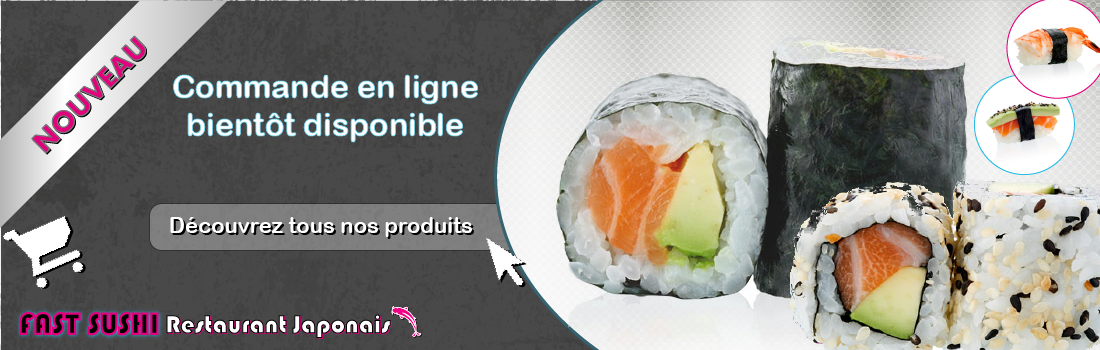 NOUVEAU
Commande en ligne
bientôt disponible
Découvrez tous nos produits
FAST SUSHI Restaurant Japonais